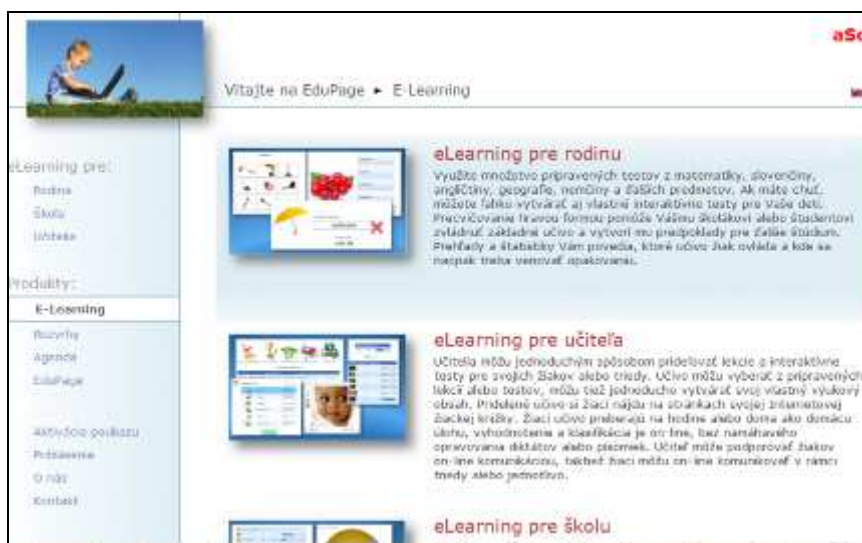 aSc
Vitajte na EduPage ► E-Learning
eLearning pre:
Rodina
Škola
Učiteľa
Produkty:
E-Learning
Rozvrhy
Agenda
EduPage
Aktivácia poukazu
Prihlásenie
O nás
Kontakt
eLearning pre rodinu
Využite množstvo pripravených testov z matematiky, slovenčiny,
angličtiny, geografie, nemčiny a ďalších predmetov. Ak máte chuť,
môžete ľahko vytvárať aj vlastné interaktívne testy pre Vaše deti.
Precvičovanie hravou formou pomôže Vášmu školákovi alebo študentovi
zvládnuť základné učivo a vytvorí mu predpoklady pre ďalšie štúdium.
Prehľady a štatistiky Vám povedia, ktoré učivo žiak ovláda a kde sa
naopak treba venovať opakovaniu.
eLearning pre učiteľa
Učitelia môžu jednoduchým spôsobom prideľovať lekcie a interaktívne
testy pre svojich žiakov alebo triedy. Učivo môžu vyberať z pripravených
lekcií alebo testov, môžu tiež jednoducho vytvárať svoj vlastný výukový
obsah. Pridelené učivo si žiaci nájdu na stránkach svojej internetovej
žiackej knižky. Žiaci učivo preberajú na hodine alebo doma ako domácu
úlohu, vyhodnotenie a klasifikácia je on-line, bez namáhavého
opravovania diktátov alebo písomiek. Učiteľ môže podporovať žiakov
on-line komunikáciou, taktiež žiaci môžu on-line komunikovať v rámci
triedy alebo jednotlivo.
eLearning pre školu